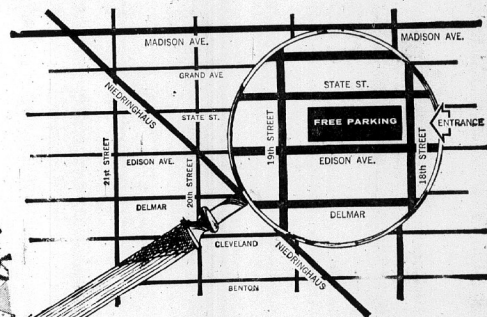 MADISON AVE.
MADISON AVE.
GRAND AVE
STATE ST.
NIEDRINGHAUS
STATE ST.
FREE PARKING
ENTRANCE
21st STREET
20th STREET
19th STREET
18th STREET
EDISON AVE.
EDISON AVE.
DELMAR
DELMAR
CLEVELAND
NIEDRINGHAUS
BENTON